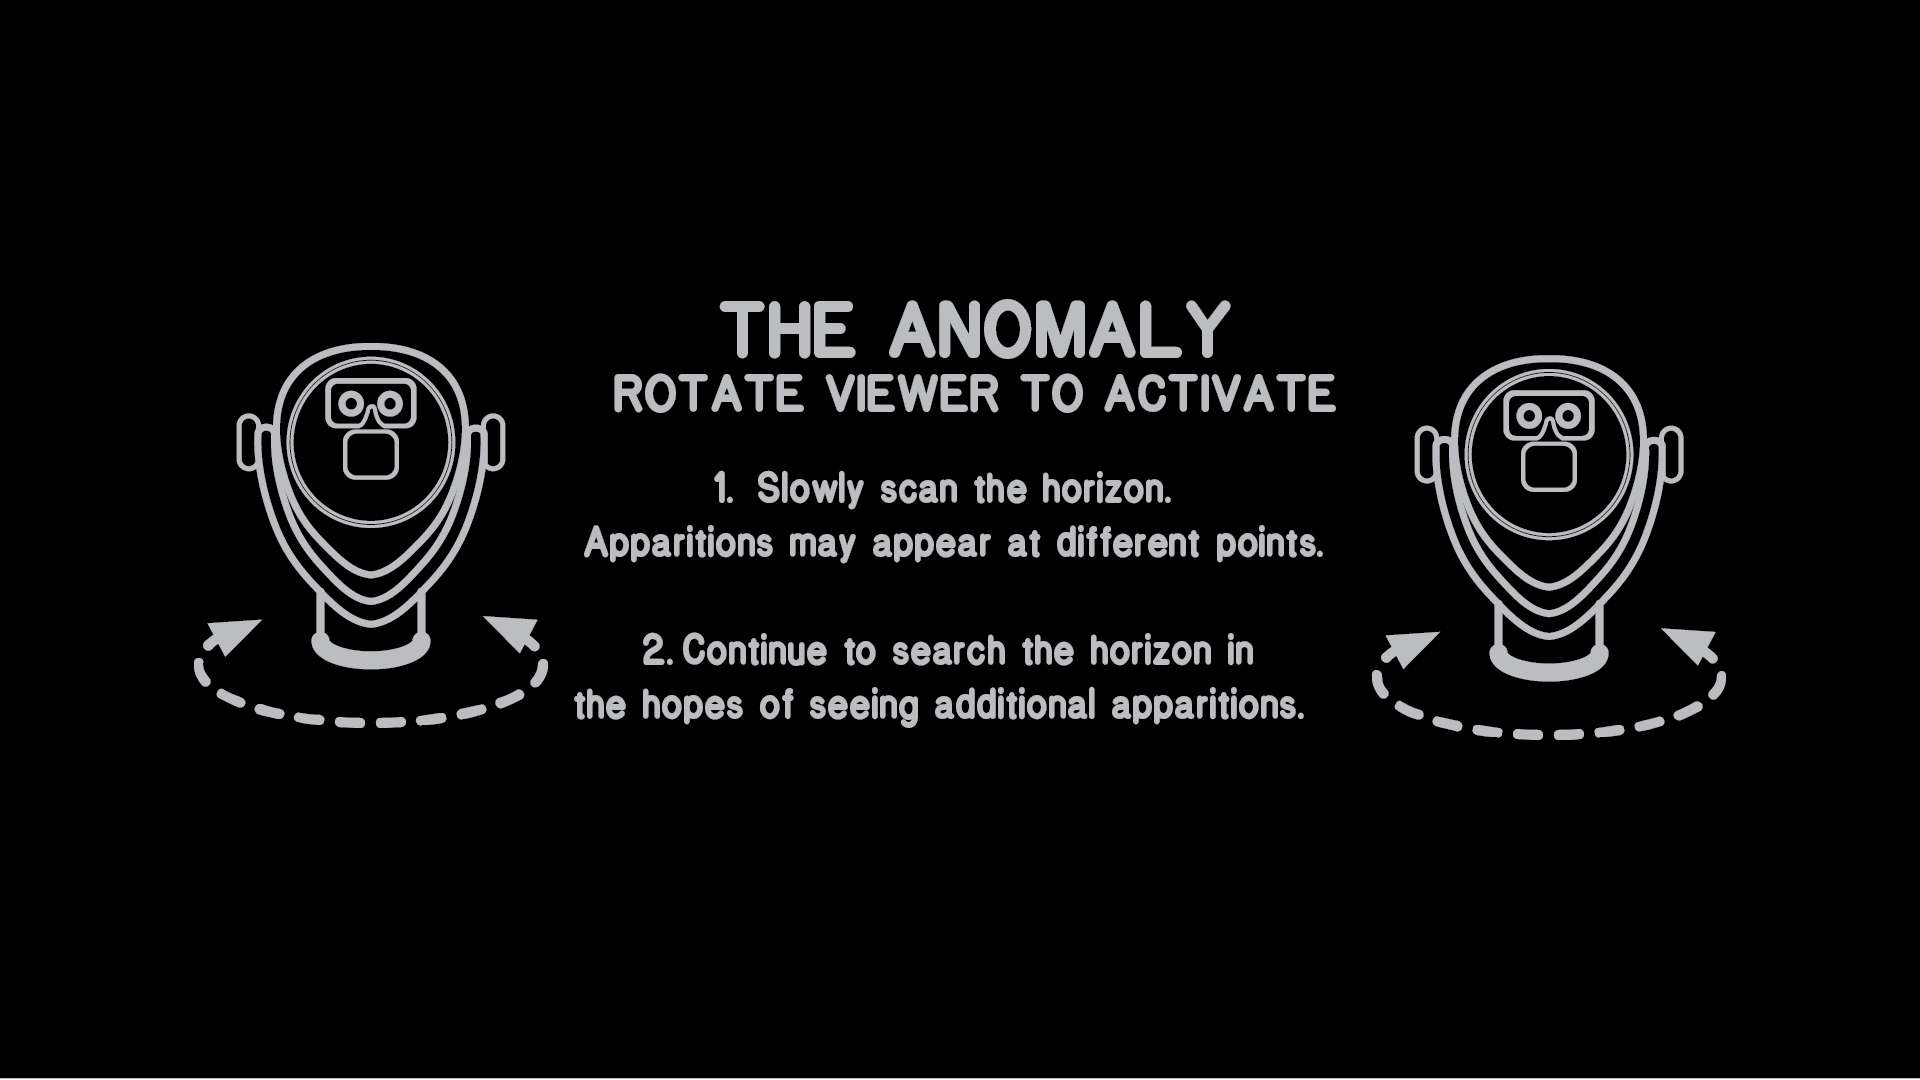 THE ANOMALY
ROTATE VIEWER TO ACTIVATE
1. Slowly scan the horizon.
Apparitions may appear at different points.
2. Continue to search the horizon in
the hopes of seeing additional apparitions.